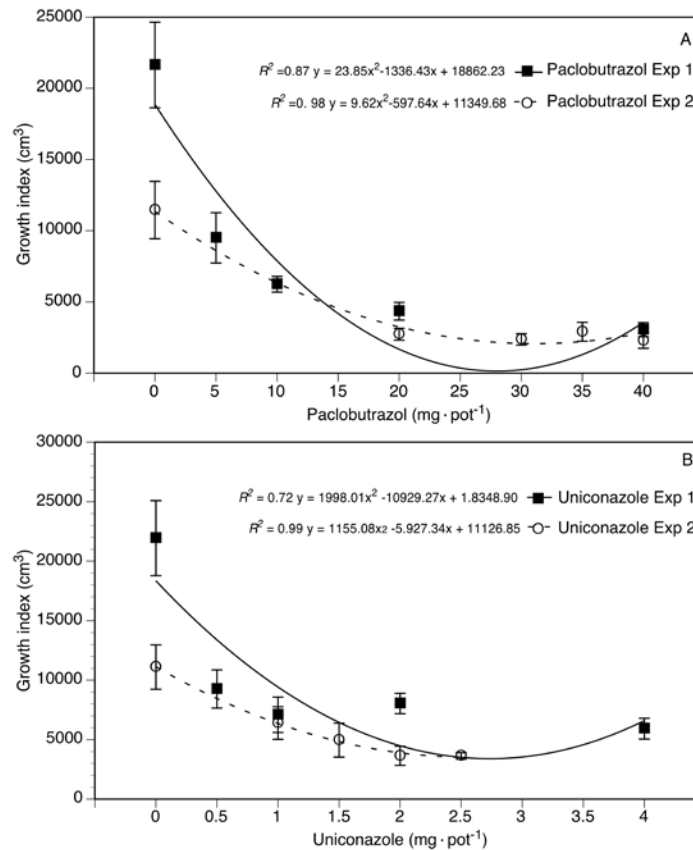 25000
20000
15000
10000
5000
0
Growth index (cm³)
A
R² =0.87 y = 23.85x²-1336.43x + 18862.23 Paclobutrazol Exp 1
R² =0. 98 y = 9.62x²-597.64x + 11349.68 Paclobutrazol Exp 2
0 5 10 15 20 25 30 35 40
Paclobutrazol (mg · pot⁻¹)
30000
25000
20000
15000
10000
5000
0
Growth index (cm³)
B
R² = 0.72 y = 1998.01x² -10929.27x + 1.8348.90 Uniconazole Exp 1
R² = 0.99 y = 1155.08x2 -5.927.34x + 11126.85 Uniconazole Exp 2
0 0.5 1 1.5 2 2.5 3 3.5 4
Uniconazole (mg · pot⁻¹)